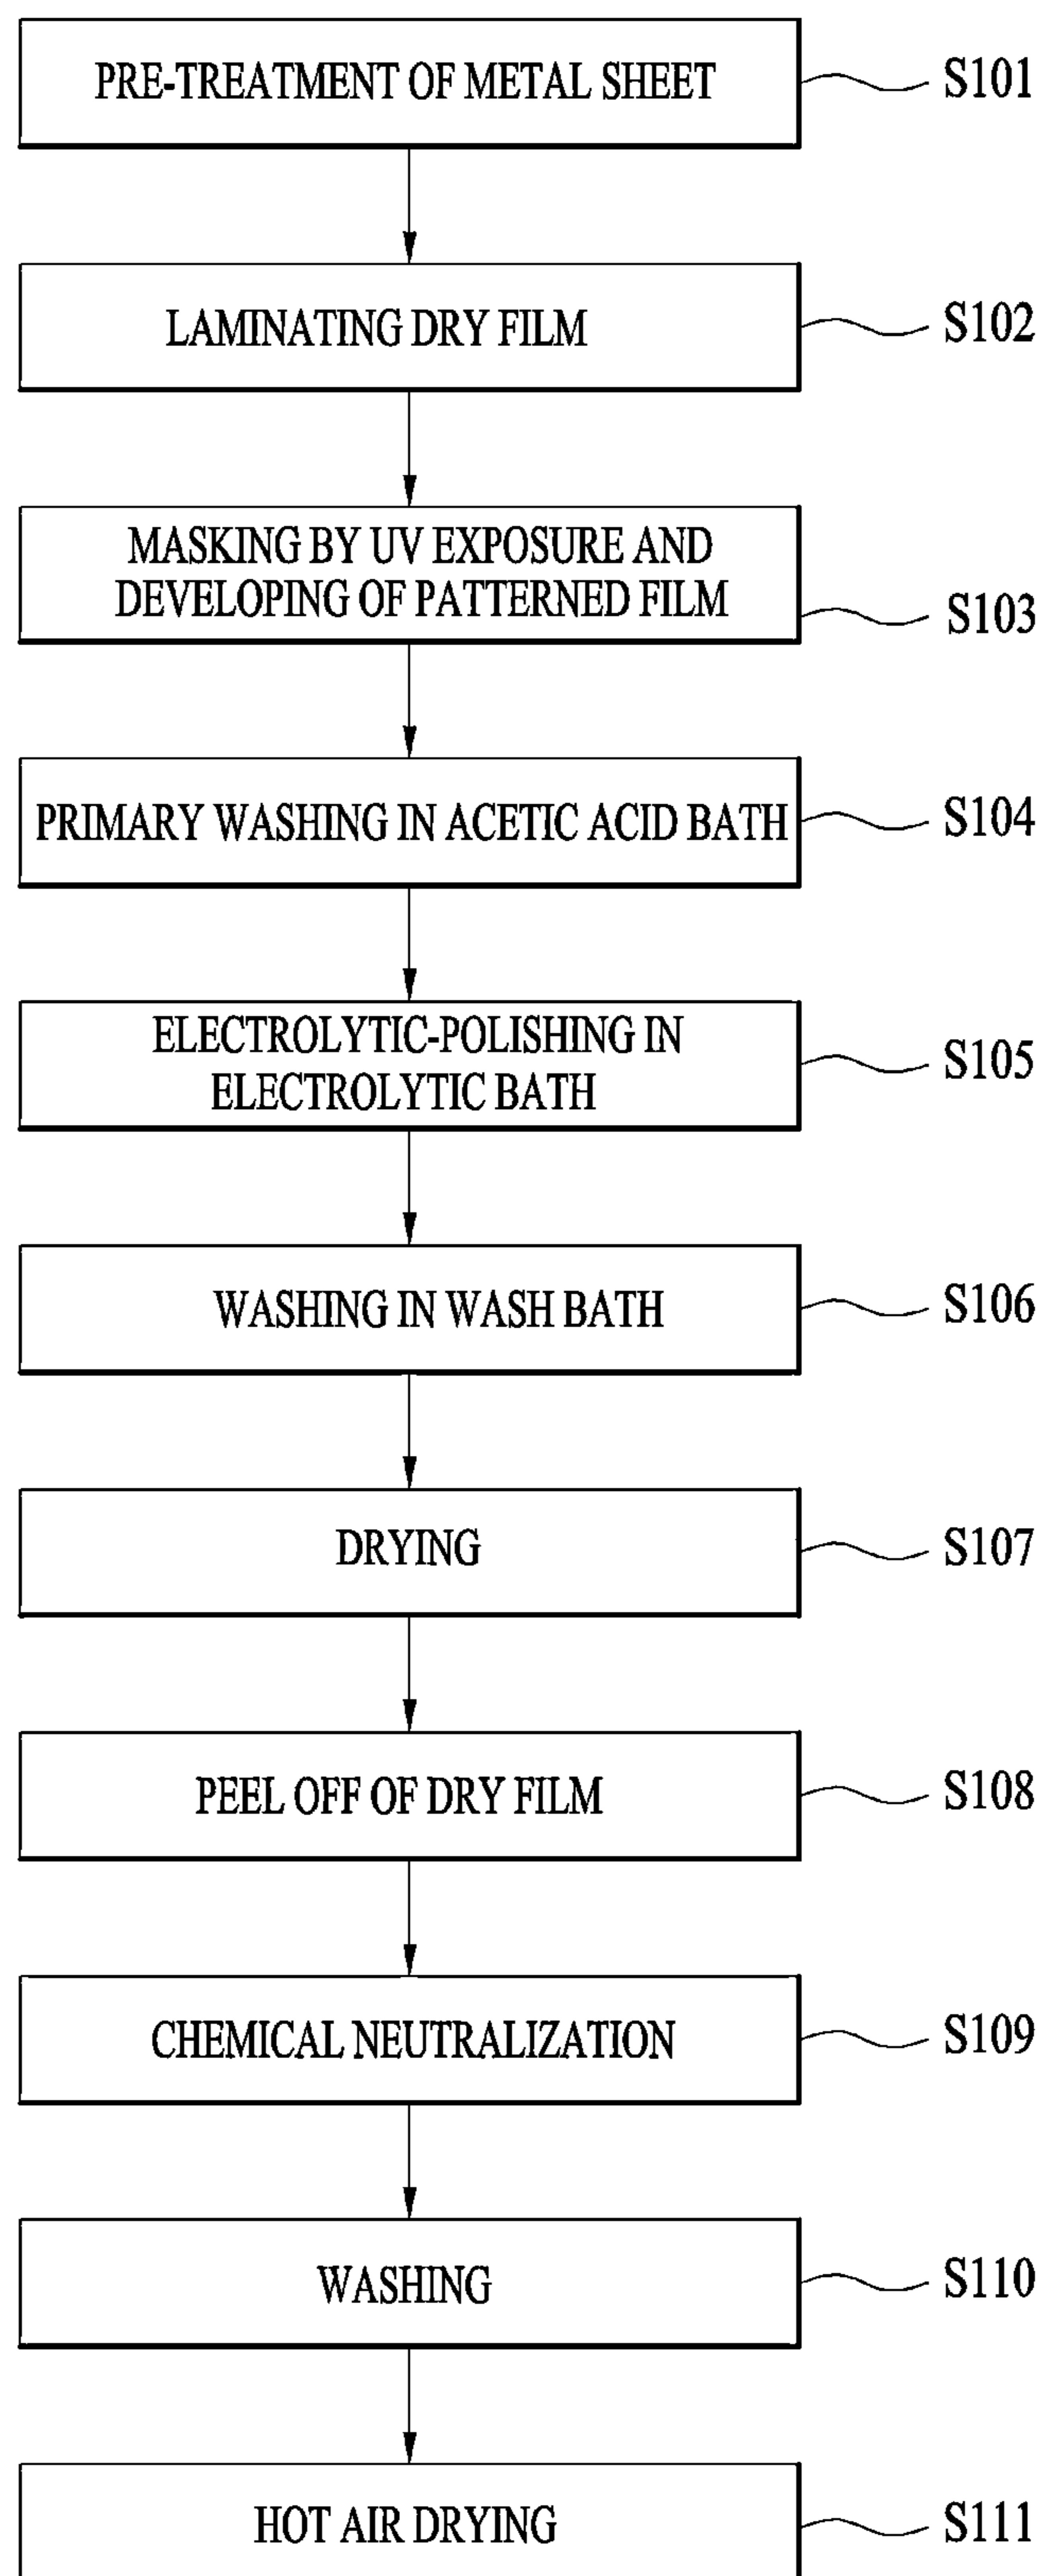 PRE-TREATMENT OF METAL SHEET
S101
LAMINATING DRY FILM
S102
MASKING BY UV EXPOSURE AND
DEVELOPING OF PATTERNED FILM
S103
PRIMARY WASHING IN ACETIC ACID BATH
S104
ELECTROLYTIC-POLISHING IN
ELECTROLYTIC BATH
S105
WASHING IN WASH BATH
S106
DRYING
S107
PEEL OFF OF DRY FILM
S108
CHEMICAL NEUTRALIZATION
S109
WASHING
S110
HOT AIR DRYING
S111